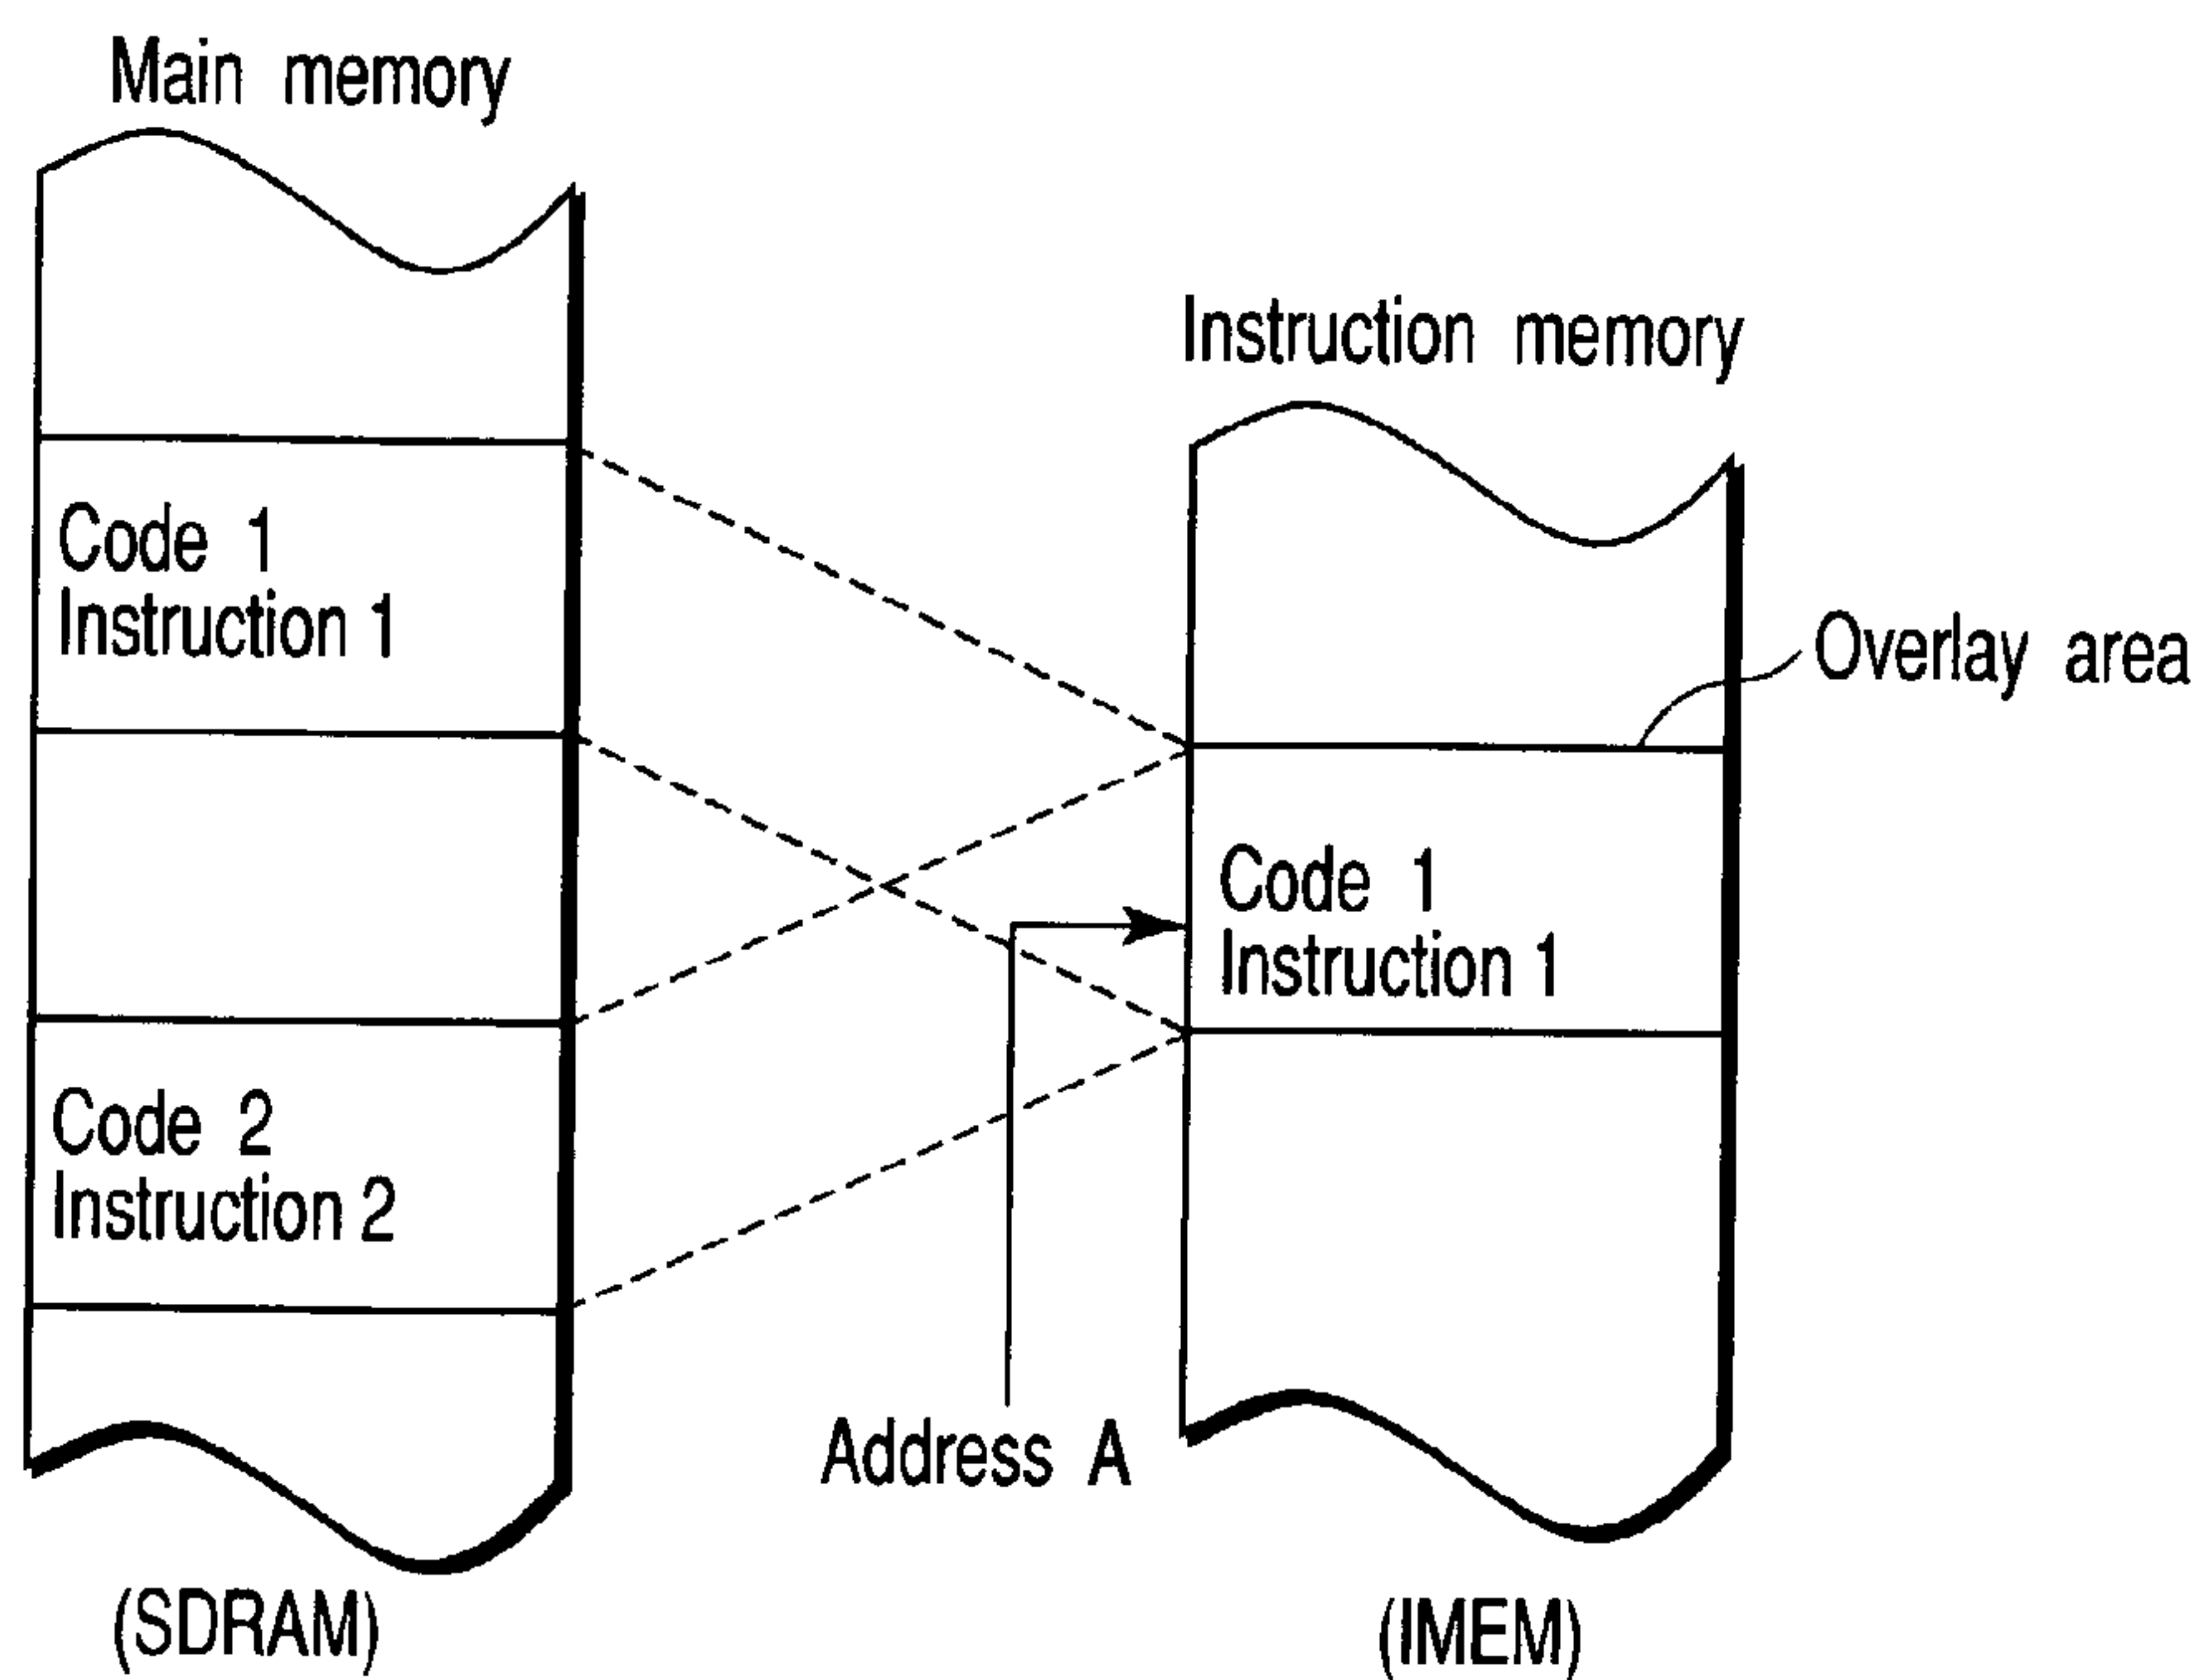 Main memory
Instruction memory
Code 1
Instruction 1
Overlay area
Code 1
Instruction 1
Code 2
Instruction 2
Address A
(SDRAM)
(IMEM)